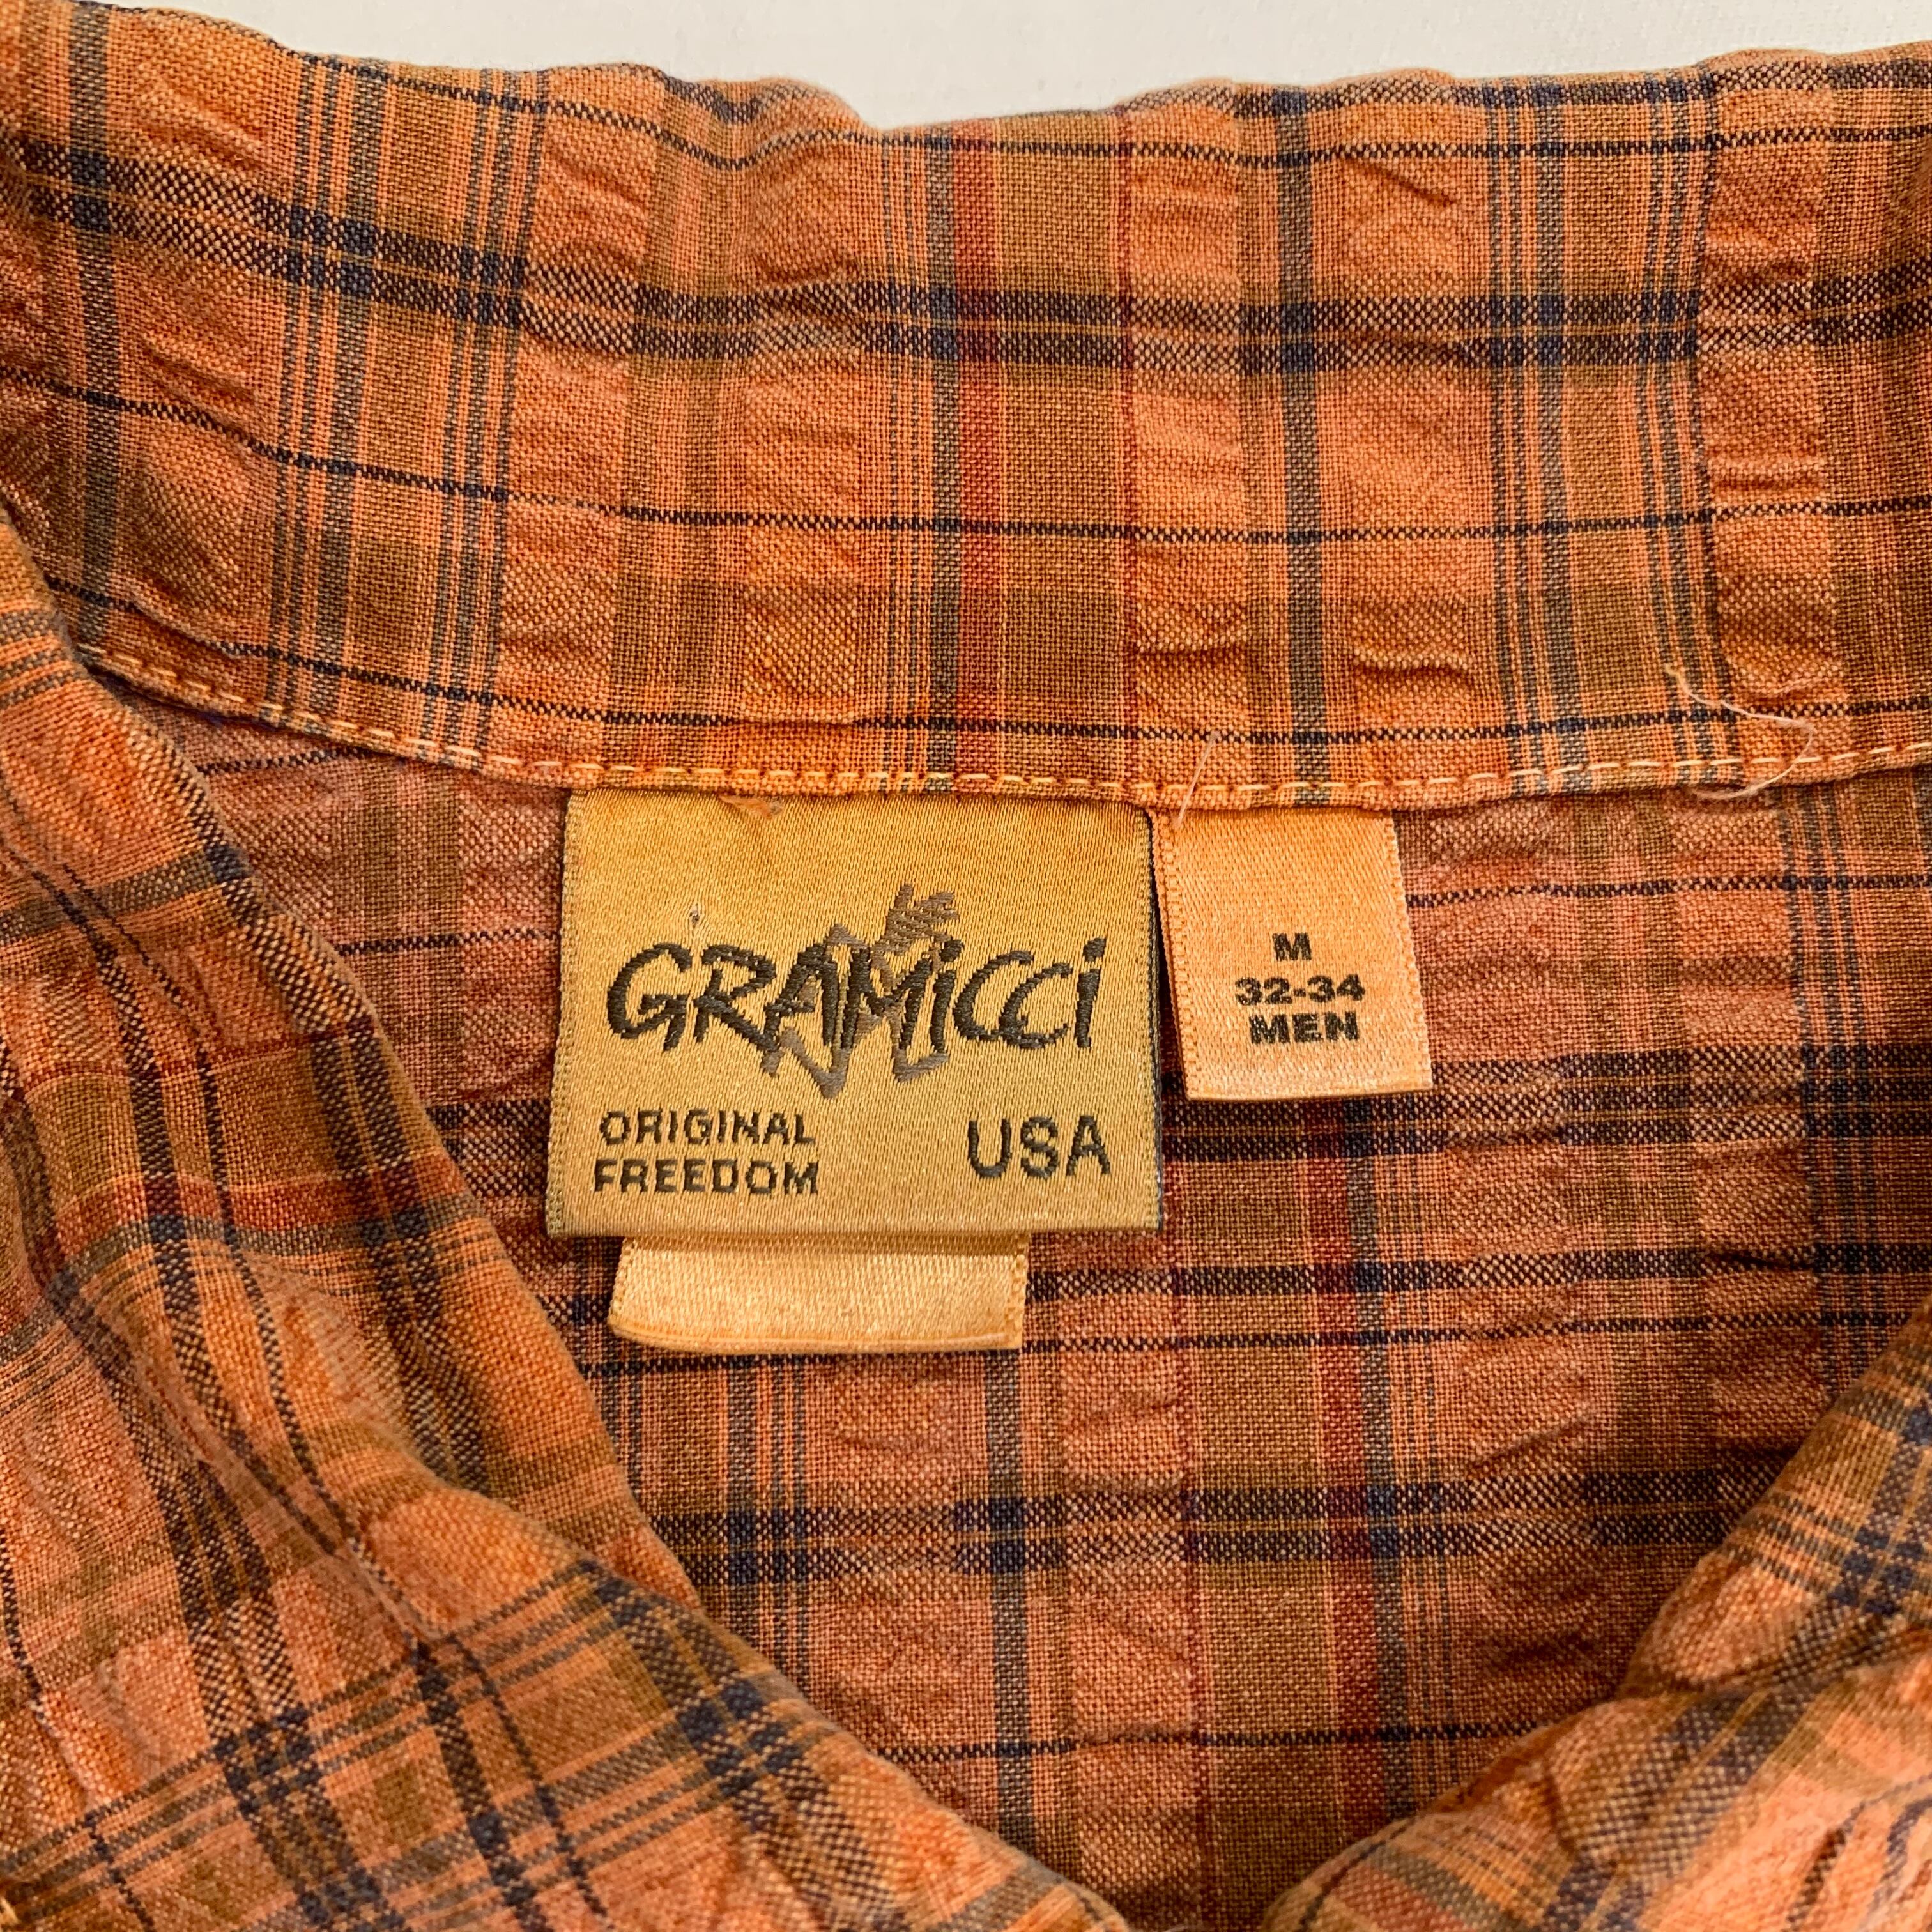 GRAMiCCi
ORIGINAL
FREEDOM
USA
M
32-34
MEN